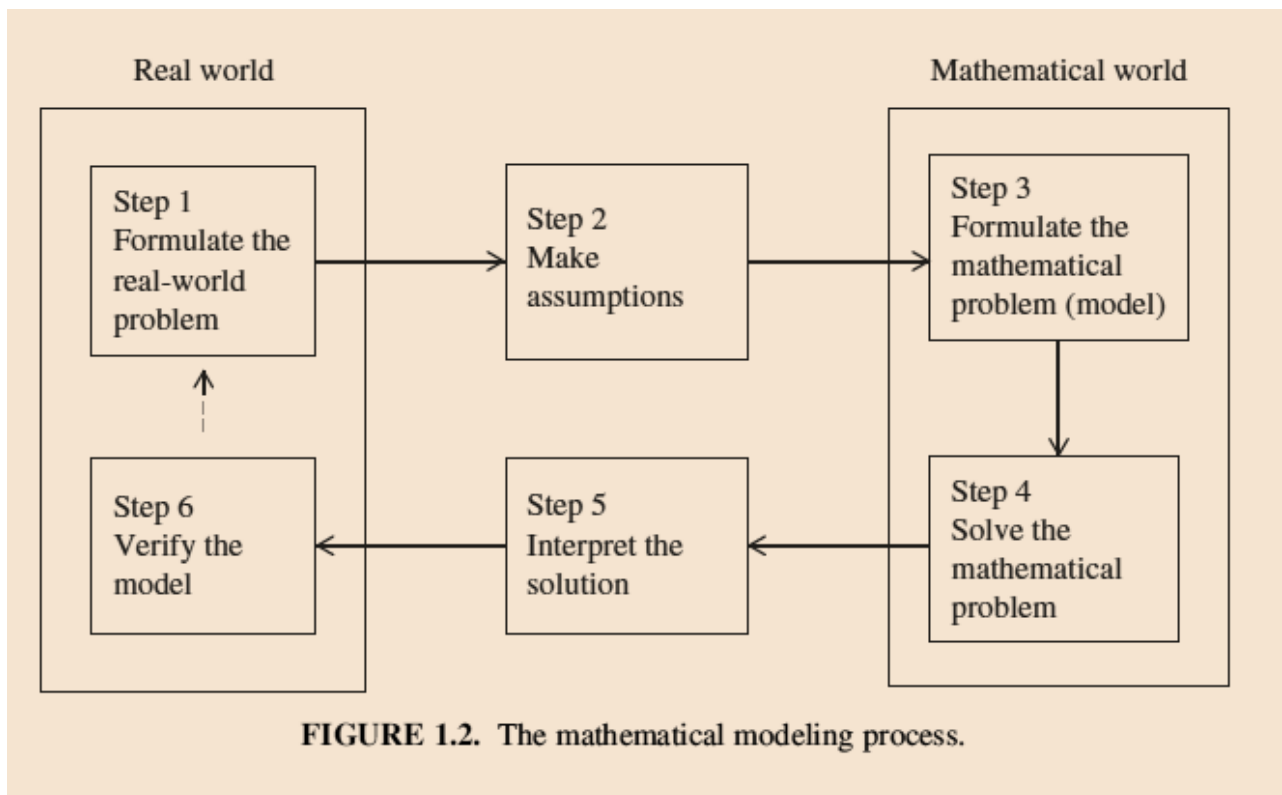 Real world
Mathematical world
Step 1
Formulate the
real-world
problem
Step 2
Make
assumptions
Step 3
Formulate the
mathematical
problem (model)
Step 6
Verify the
model
Step 5
Interpret the
solution
Step 4
Solve the
mathematical
problem
FIGURE 1.2. The mathematical modeling process.